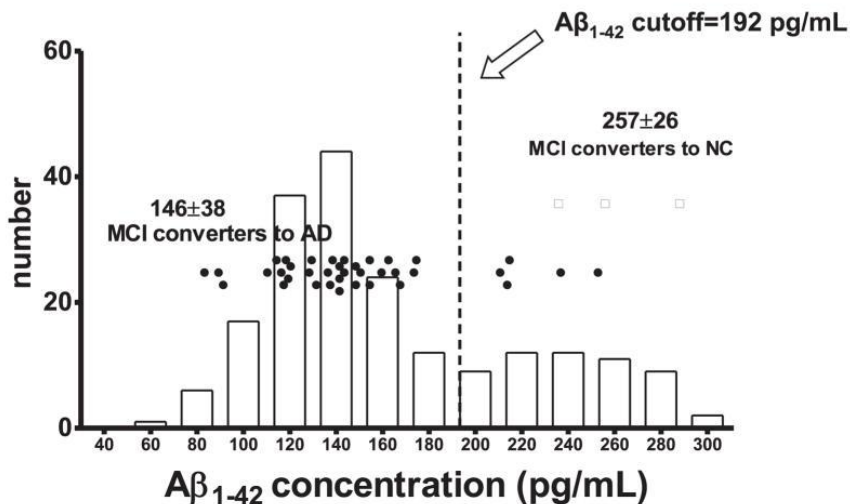 Aβ1-42 cutoff=192 pg/mL
60
257±26
MCI converters to NC
40
146±38
MCI converters to AD
number
20
0
40 60 80 100 120 140 160 180 200 220 240 260 280 300
Aβ1-42 concentration (pg/mL)